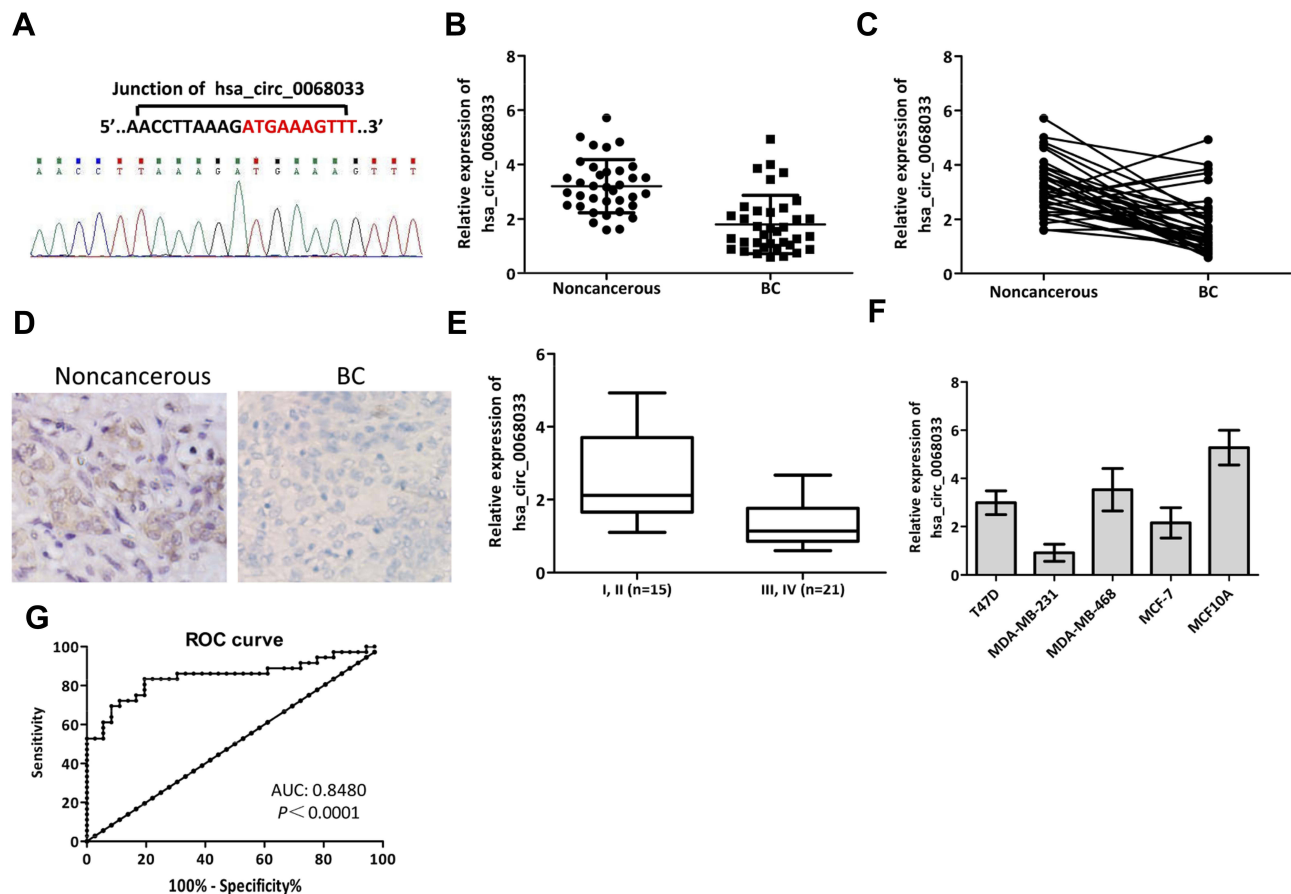 A
Junction of hsa_circ_0068033
5'..AACCTTAAAGATGAAAGTTT..3'
A A C C T T A A A G A T G A A A G T T T
B
Relative expression of
hsa_circ_0068033
8
6
4
2
0
Noncancerous BC
C
Relative expression of
hsa_circ_0068033
8
6
4
2
0
Noncancerous BC
D
Noncancerous BC
E
Relative expression of
hsa_circ_0068033
6
4
2
0
I, II (n=15) III, IV (n=21)
F
Relative expression of
hsa_circ_0068033
8
6
4
2
0
T47D MDA-MB-231 MDA-MB-468 MCF-7 MCF10A
G
ROC curve
Sensitivity
100
80
60
40
20
0
AUC: 0.8480
P< 0.0001
0 20 40 60 80 100
100% - Specificity%